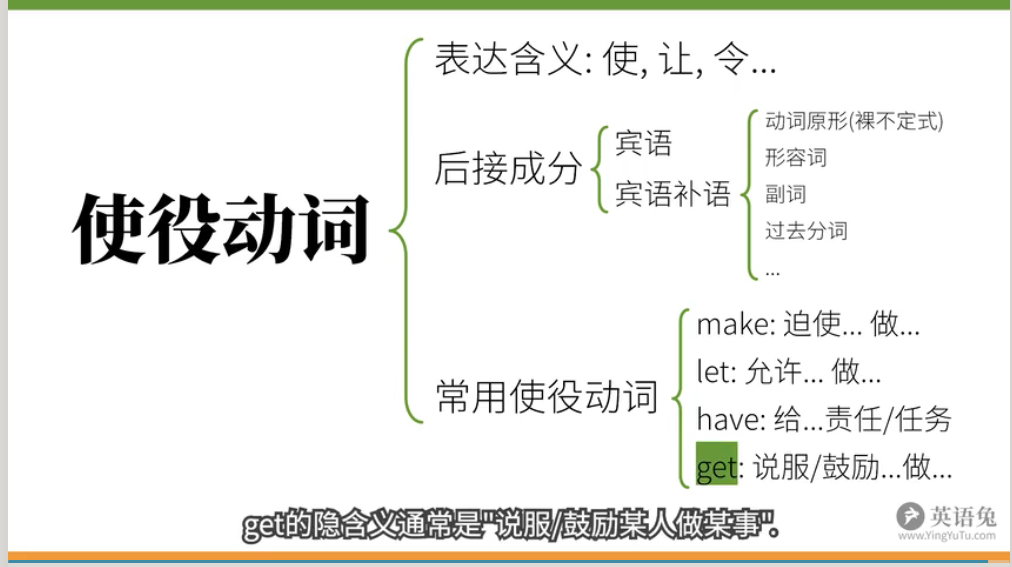 使役动词
表达含义: 使, 让, 令...
后接成分
宾语
宾语补语
动词原形(裸不定式)
形容词
副词
过去分词
...
常用使役动词
make: 迫使... 做...
let: 允许... 做...
have: 给...责任/任务
get: 说服/鼓励...做...
get的隐含义通常是"说服/鼓励某人做某事".
英语兔
www.YingYuTu.com